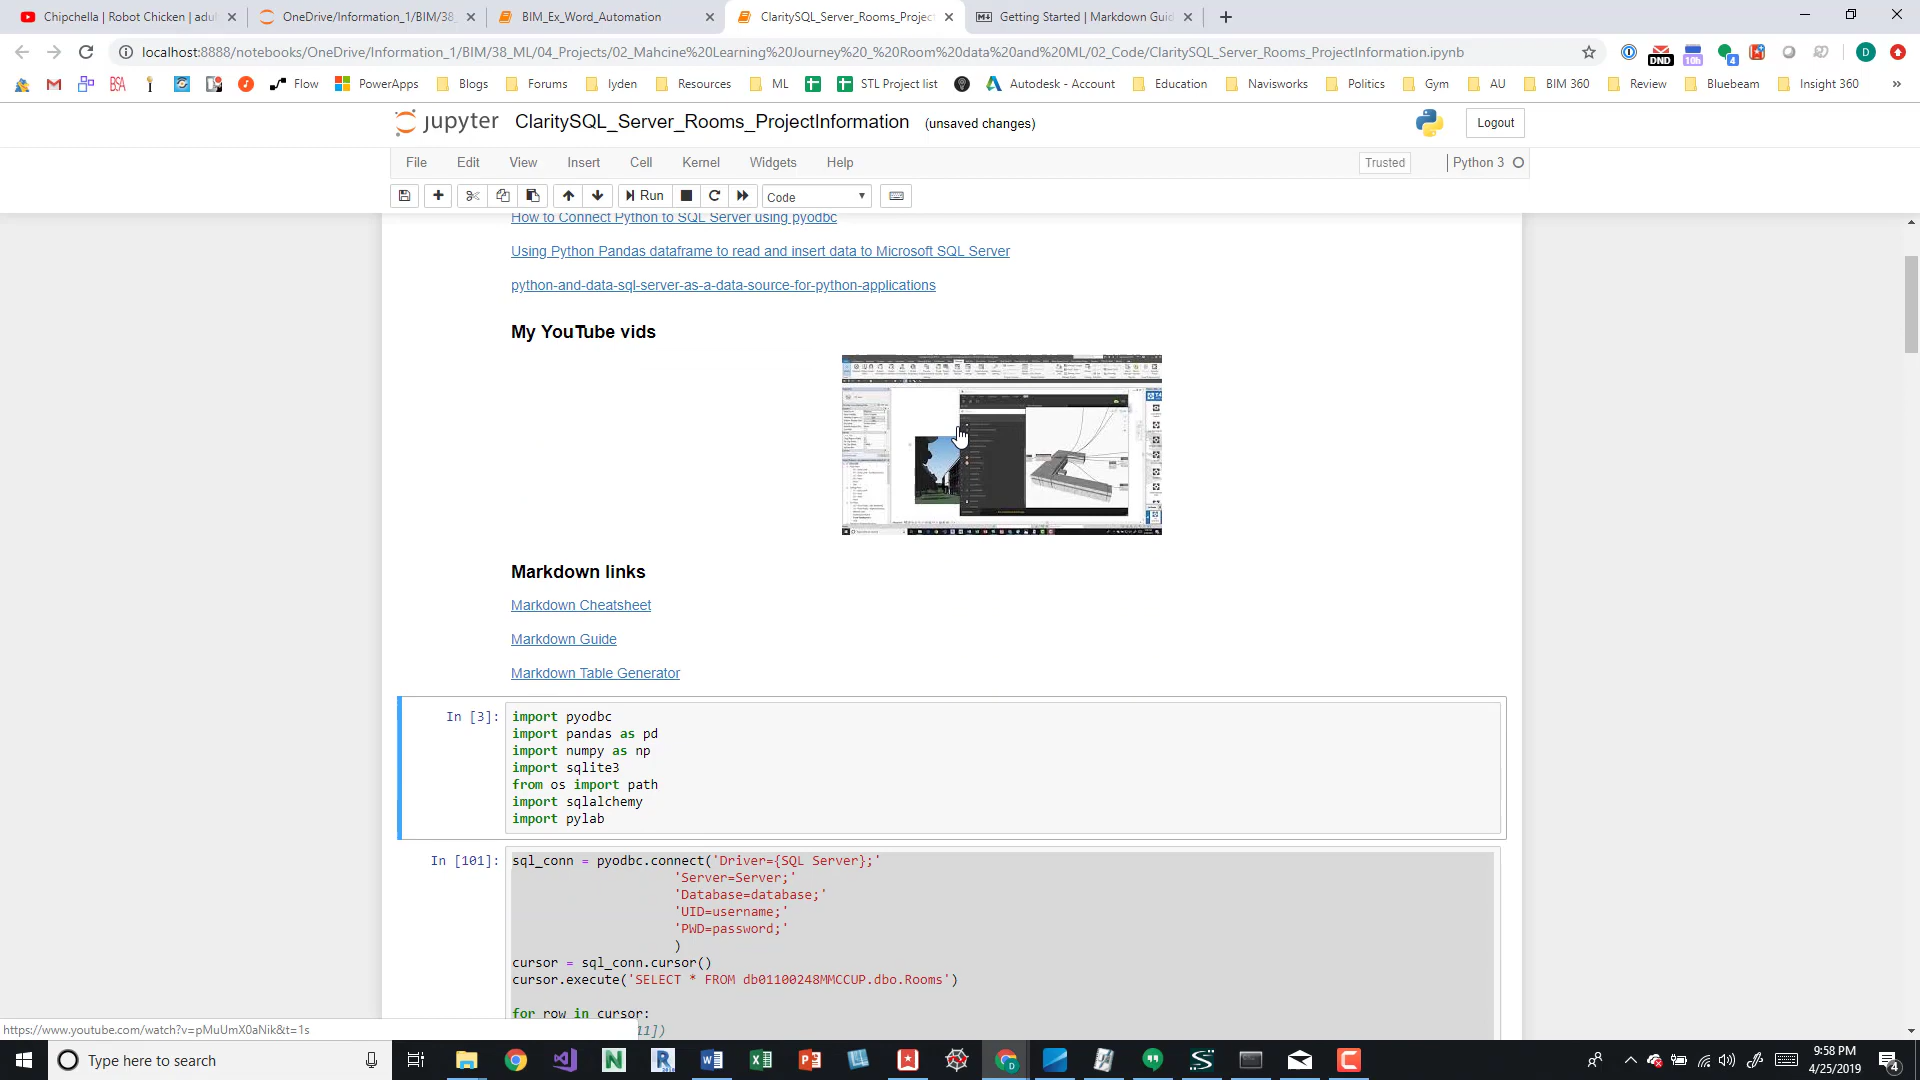 Chipchella | Robot Chicken | adul
OneDrive/Information_1/BIM/38_
BIM_Ex_Word_Automation
ClaritySQL_Server_Rooms_Project
Getting Started | Markdown Guid
localhost:8888/notebooks/OneDrive/Information_1/BIM/38_ML/04_Projects/02_Mahcine%20Learning%20Journey%20_%20Room%20data%20and%20ML/02_Code/ClaritySQL_Server_Rooms_ProjectInformation.ipynb
DND
10h
4
D
BSA
Flow
PowerApps
Blogs
Forums
lyden
Resources
ML
STL Project list
Autodesk - Account
Education
Navisworks
Politics
Gym
AU
BIM 360
Review
Bluebeam
Insight 360
»
jupyter ClaritySQL_Server_Rooms_ProjectInformation (unsaved changes)
Logout
File Edit View Insert Cell Kernel Widgets Help
Trusted
Python 3
Run
Code
How to Connect Python to SQL Server using pyodbc
Using Python Pandas dataframe to read and insert data to Microsoft SQL Server
python-and-data-sql-server-as-a-data-source-for-python-applications
My YouTube vids
Markdown links
Markdown Cheatsheet
Markdown Guide
Markdown Table Generator
In [3]:
import pyodbc
import pandas as pd
import numpy as np
import sqlite3
from os import path
import sqlalchemy
import pylab
In [101]:
sql_conn = pyodbc.connect('Driver={SQL Server};'
'Server=Server;'
'Database=database;'
'UID=username;'
'PWD=password;'
)
cursor = sql_conn.cursor()
cursor.execute('SELECT * FROM db01100248MMCCUP.dbo.Rooms')
for row in cursor:
11])
https://www.youtube.com/watch?v=pMuUmX0aNik&t=1s
Type here to search
9:58 PM
4/25/2019
4